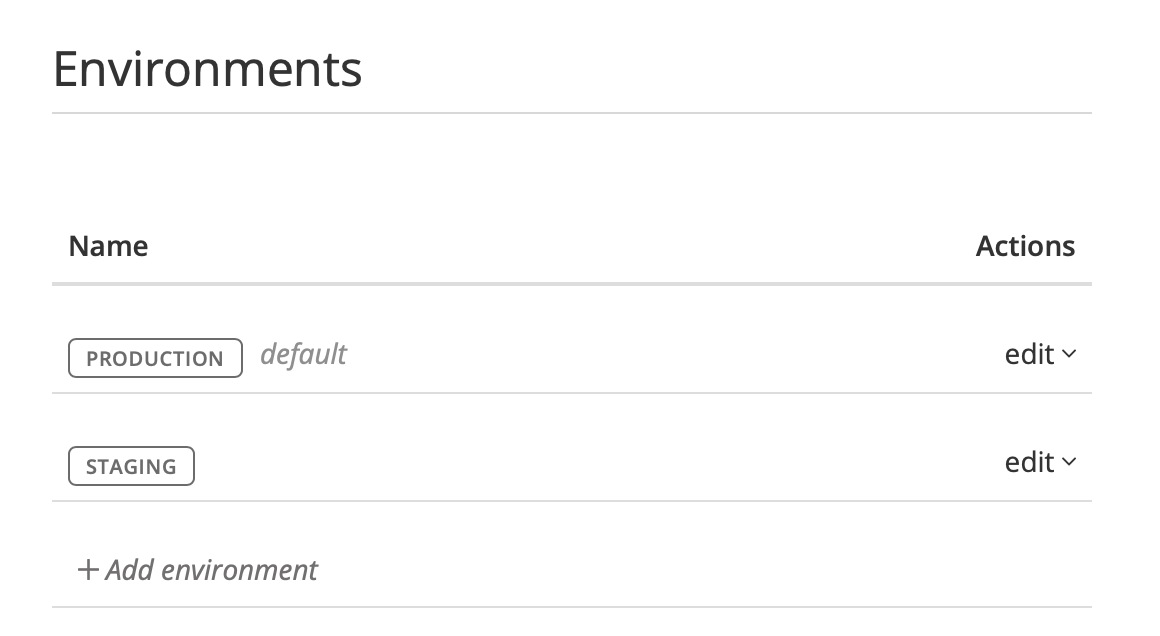 Environments
Name Actions
PRODUCTION default edit
STAGING edit
+ Add environment